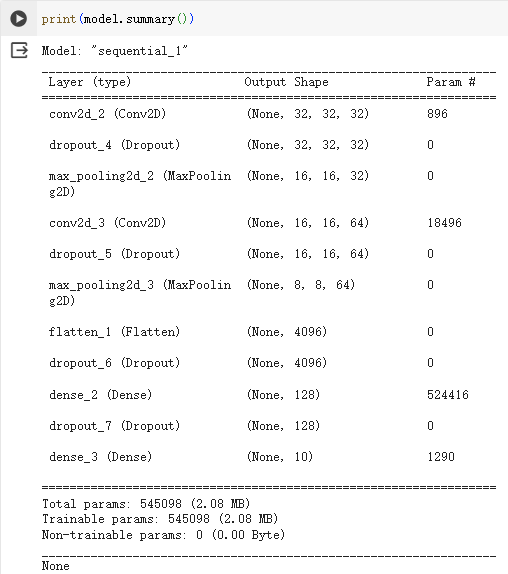 print(model.summary())
Model: "sequential_1"
Layer (type) Output Shape Param #
conv2d_2 (Conv2D) (None, 32, 32, 32) 896
dropout_4 (Dropout) (None, 32, 32, 32) 0
max_pooling2d_2 (MaxPoolin (None, 16, 16, 32) 0
g2D)
conv2d_3 (Conv2D) (None, 16, 16, 64) 18496
dropout_5 (Dropout) (None, 16, 16, 64) 0
max_pooling2d_3 (MaxPoolin (None, 8, 8, 64) 0
g2D)
flatten_1 (Flatten) (None, 4096) 0
dropout_6 (Dropout) (None, 4096) 0
dense_2 (Dense) (None, 128) 524416
dropout_7 (Dropout) (None, 128) 0
dense_3 (Dense) (None, 10) 1290
Total params: 545098 (2.08 MB)
Trainable params: 545098 (2.08 MB)
Non-trainable params: 0 (0.00 Byte)
None